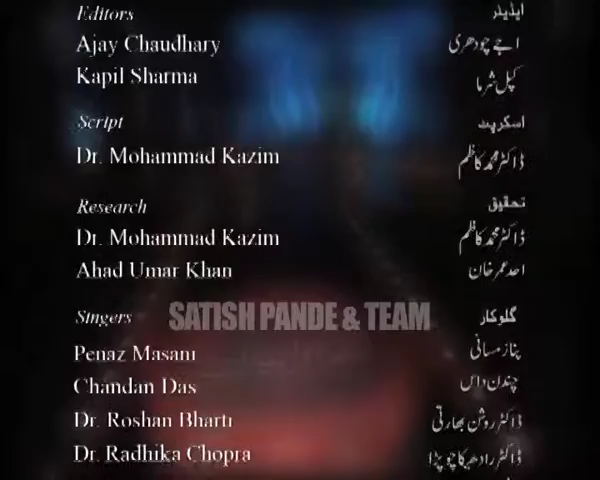 Editors ایڈیٹر
Ajay Chaudhary اجے چودھری
Kapil Sharma کپل شرما
Script اسکرپٹ
Dr. Mohammad Kazim ڈاکٹر محمد کاظم
Research تحقیق
Dr. Mohammad Kazim ڈاکٹر محمد کاظم
Ahad Umar Khan احد عمر خان
Singers گلوکار
SATISH PANDE & TEAM
Penaz Masani پناز مسانی
Chandan Das چندن داس
Dr. Roshan Bharti ڈاکٹر روشن بھارتی
Dr. Radhika Chopra ڈاکٹر رادھیکا چوپڑا